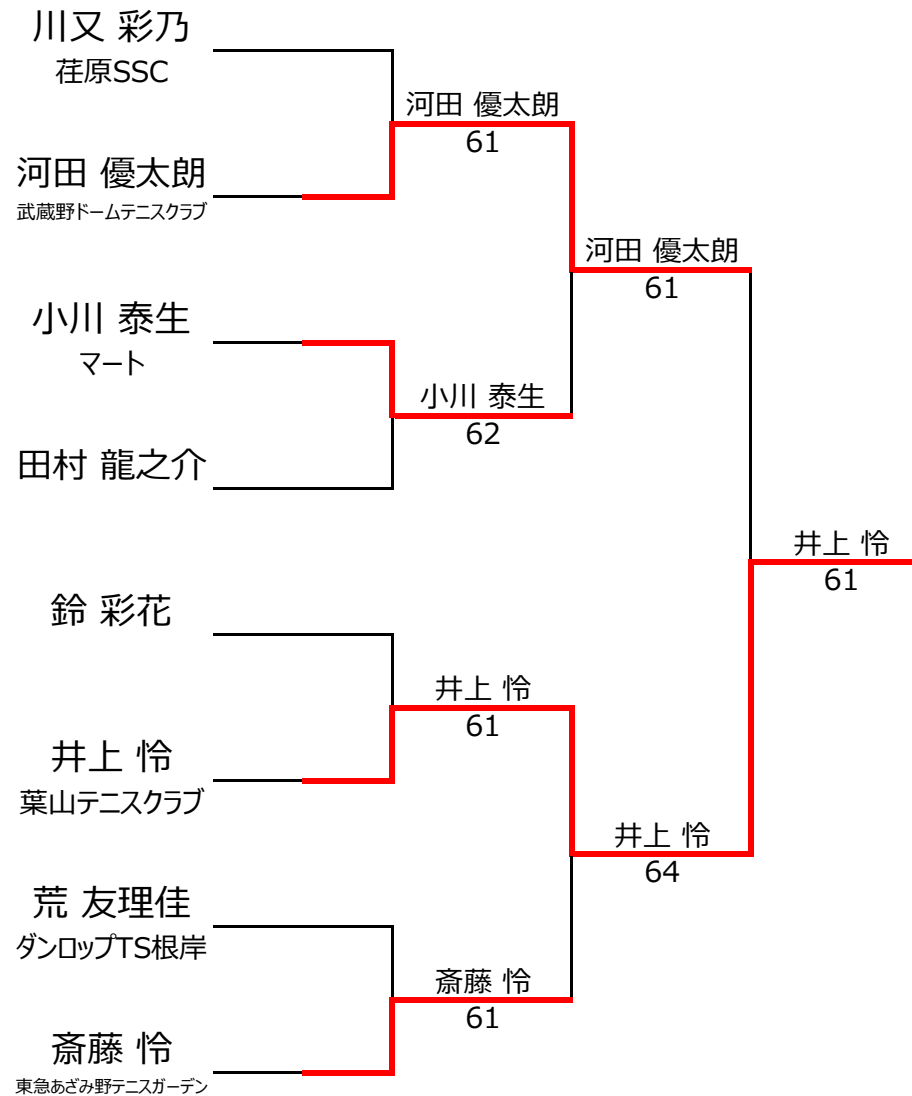 川又 彩乃
荏原SSC
河田 優太朗
61
河田 優太朗
武蔵野ドームテニスクラブ
河田 優太朗
61
小川 泰生
マート
小川 泰生
62
田村 龍之介
井上 怜
61
鈴 彩花
井上 怜
61
井上 怜
葉山テニスクラブ
井上 怜
64
荒 友理佳
ダンロップTS根岸
斎藤 怜
61
斎藤 怜
東急あざみ野テニスガーデン